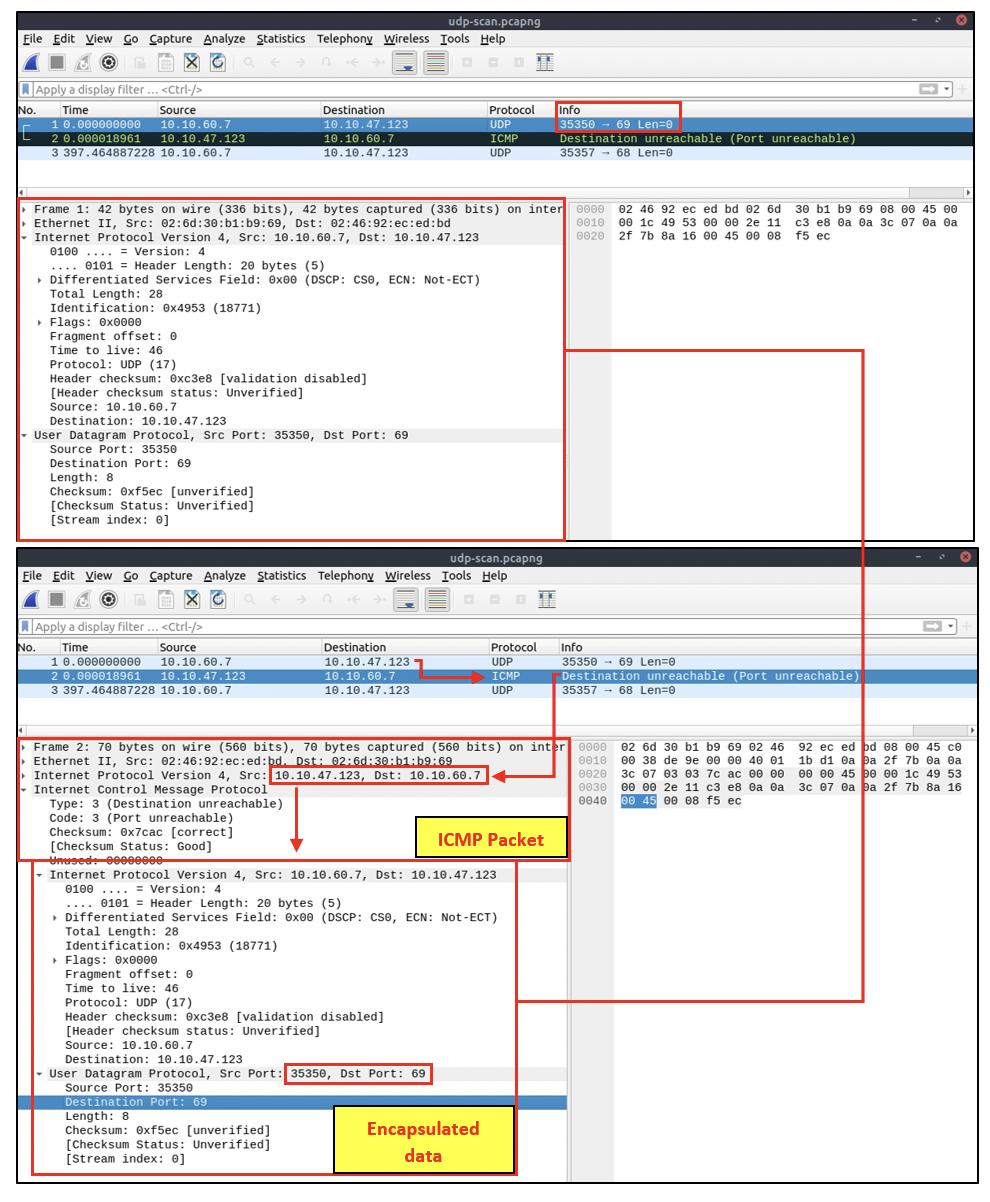 udp-scan.pcapng
File Edit View Go Capture Analyze Statistics Telephony Wireless Tools Help
Apply a display filter ... <Ctrl-/>
No. Time Source Destination Protocol Info
1 0.000000000 10.10.60.7 10.10.47.123 UDP 35350 → 69 Len=0
2 0.000018961 10.10.47.123 10.10.60.7 ICMP Destination unreachable (Port unreachable)
3 397.464887228 10.10.60.7 10.10.47.123 UDP 35357 → 68 Len=0
Frame 1: 42 bytes on wire (336 bits), 42 bytes captured (336 bits) on inter
Ethernet II, Src: 02:6d:30:b1:b9:69, Dst: 02:46:92:ec:ed:bd
Internet Protocol Version 4, Src: 10.10.60.7, Dst: 10.10.47.123
0100 .... = Version: 4
.... 0101 = Header Length: 20 bytes (5)
Differentiated Services Field: 0x00 (DSCP: CS0, ECN: Not-ECT)
Total Length: 28
Identification: 0x4953 (18771)
Flags: 0x0000
Fragment offset: 0
Time to live: 46
Protocol: UDP (17)
Header checksum: 0xc3e8 [validation disabled]
[Header checksum status: Unverified]
Source: 10.10.60.7
Destination: 10.10.47.123
User Datagram Protocol, Src Port: 35350, Dst Port: 69
Source Port: 35350
Destination Port: 69
Length: 8
Checksum: 0xf5ec [unverified]
[Checksum Status: Unverified]
[Stream index: 0]
0000 02 46 92 ec ed bd 02 6d 30 b1 b9 69 08 00 45 00
0010 00 1c 49 53 00 00 2e 11 c3 e8 0a 0a 3c 07 0a 0a
0020 2f 7b 8a 16 00 45 00 08 f5 ec
udp-scan.pcapng
File Edit View Go Capture Analyze Statistics Telephony Wireless Tools Help
Apply a display filter ... <Ctrl-/>
No. Time Source Destination Protocol Info
1 0.000000000 10.10.60.7 10.10.47.123 UDP 35350 → 69 Len=0
2 0.000018961 10.10.47.123 10.10.60.7 ICMP Destination unreachable (Port unreachable)
3 397.464887228 10.10.60.7 10.10.47.123 UDP 35357 → 68 Len=0
Frame 2: 70 bytes on wire (560 bits), 70 bytes captured (560 bits) on inter
Ethernet II, Src: 02:46:92:ec:ed:bd, Dst: 02:6d:30:b1:b9:69
Internet Protocol Version 4, Src: 10.10.47.123, Dst: 10.10.60.7
Internet Control Message Protocol
Type: 3 (Destination unreachable)
Code: 3 (Port unreachable)
Checksum: 0x7cac [correct]
[Checksum Status: Good]
Unused: 00000000
ICMP Packet
Internet Protocol Version 4, Src: 10.10.60.7, Dst: 10.10.47.123
0100 .... = Version: 4
.... 0101 = Header Length: 20 bytes (5)
Differentiated Services Field: 0x00 (DSCP: CS0, ECN: Not-ECT)
Total Length: 28
Identification: 0x4953 (18771)
Flags: 0x0000
Fragment offset: 0
Time to live: 46
Protocol: UDP (17)
Header checksum: 0xc3e8 [validation disabled]
[Header checksum status: Unverified]
Source: 10.10.60.7
Destination: 10.10.47.123
User Datagram Protocol, Src Port: 35350, Dst Port: 69
Source Port: 35350
Destination Port: 69
Length: 8
Checksum: 0xf5ec [unverified]
[Checksum Status: Unverified]
[Stream index: 0]
Encapsulated
data
0000 02 6d 30 b1 b9 69 02 46 92 ec ed bd 08 00 45 c0
0010 00 38 de 9e 00 00 40 01 1b d1 0a 0a 2f 7b 0a 0a
0020 3c 07 03 03 7c ac 00 00 00 00 45 00 00 1c 49 53
0030 00 00 2e 11 c3 e8 0a 0a 3c 07 0a 0a 2f 7b 8a 16
0040 00 45 00 08 f5 ec